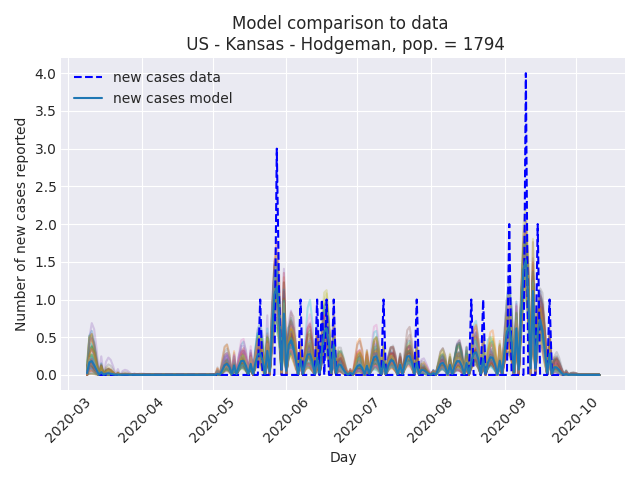 Model comparison to data
US - Kansas - Hodgeman, pop. = 1794
new cases data
new cases model
Number of new cases reported
4.0
3.5
3.0
2.5
2.0
1.5
1.0
0.5
0.0
2020-03
2020-04
2020-05
2020-06
2020-07
2020-08
2020-09
2020-10
Day